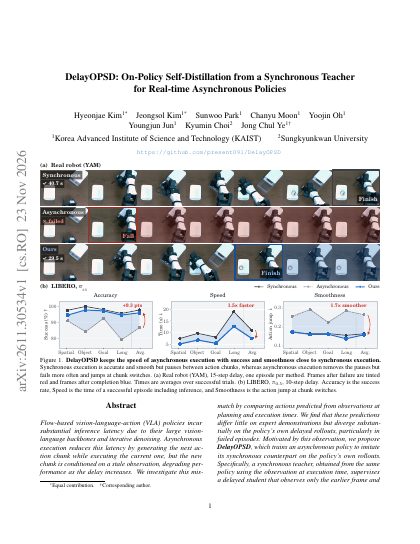 DelayOPSD: On-Policy Self-Distillation from a Synchronous Teacher
for Real-time Asynchronous Policies
Hyeonjae Kim¹* Jeongsol Kim¹* Sunwoo Park¹ Chanyu Moon¹ Yoojin Oh¹
Youngjun Jun¹ Kyumin Choi² Jong Chul Ye¹†
¹Korea Advanced Institute of Science and Technology (KAIST) ²Sungkyunkwan University
arXiv:2611.30534v1 [cs.RO] 23 Nov 2026
(a) Real robot (YAM)
Synchronous
✓ 40.7 s
Finish
Asynchronous
× failed
Fail
Ours
✓ 29.5 s
Finish
(b) LIBERO,
Synchronous Asynchronous Ours
Accuracy Speed Smoothness
1.5x faster
1.7x smoother
Spatial Object Goal Long Avg.
Spatial Object Goal Long Avg.
Spatial Object Goal Long Avg.
Figure 1. DelayOPSD keeps the speed of asynchronous execution with success and smoothness close to synchronous execution.
Synchronous execution is accurate and smooth but pauses between action chunks, whereas asynchronous execution removes the pauses but
fails more often and jumps at chunk switches. (a) Real robot (YAM), 15-step delay, one episode per method. Frames after failure are tinted
red and frames after completion blue. Times are averages over successful trials. (b) LIBERO, π₀.₅, 10-step delay. Accuracy is the success
rate, Speed is the time of a successful episode including inference, and Smoothness is the action jump at chunk switches.
Abstract
Flow-based vision-language-action (VLA) policies incur
substantial inference latency due to their large vision-
language backbones and iterative denoising. Asynchronous
execution reduces this latency by generating the next ac-
tion chunk while executing the current one, but the new
chunk is conditioned on a stale observation, degrading per-
formance as the delay increases. We investigate this mis-
*Equal contribution. †Corresponding author.
match by comparing actions predicted from observations at
planning and execution times. We find that these predictions
differ little on expert demonstrations but diverge substan-
tially on the policy's own delayed rollouts, particularly in
failed episodes. Motivated by this observation, we propose
DelayOPSD, which trains an asynchronous policy to imitate
its synchronous counterpart on the policy's own rollouts.
Specifically, a synchronous teacher, obtained from the same
policy using the observation at execution time, supervises
a delayed student that observes only the earlier frame and
1